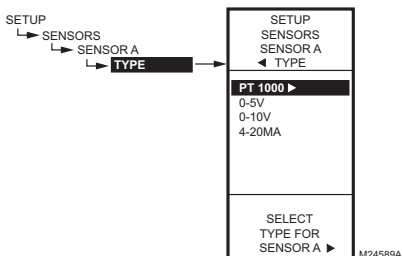 SETUP
SENSORS
SENSOR A
TYPE
SETUP
SENSORS
SENSOR A
◄ TYPE
PT 1000 ►
0-5V
0-10V
4-20MA
SELECT
TYPE FOR
SENSOR A ►
M24589A